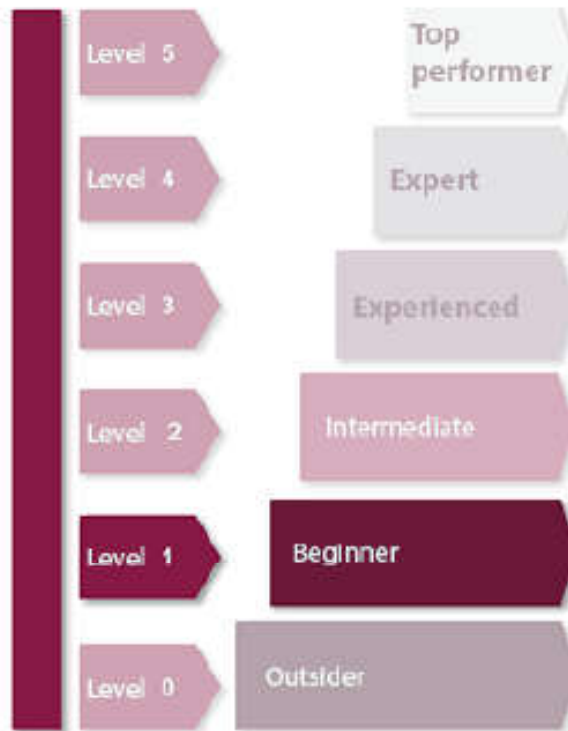 Level 5
Top
performer
Level 4
Expert
Level 3
Experienced
Level 2
Intermediate
Level 1
Beginner
Level 0
Outsider